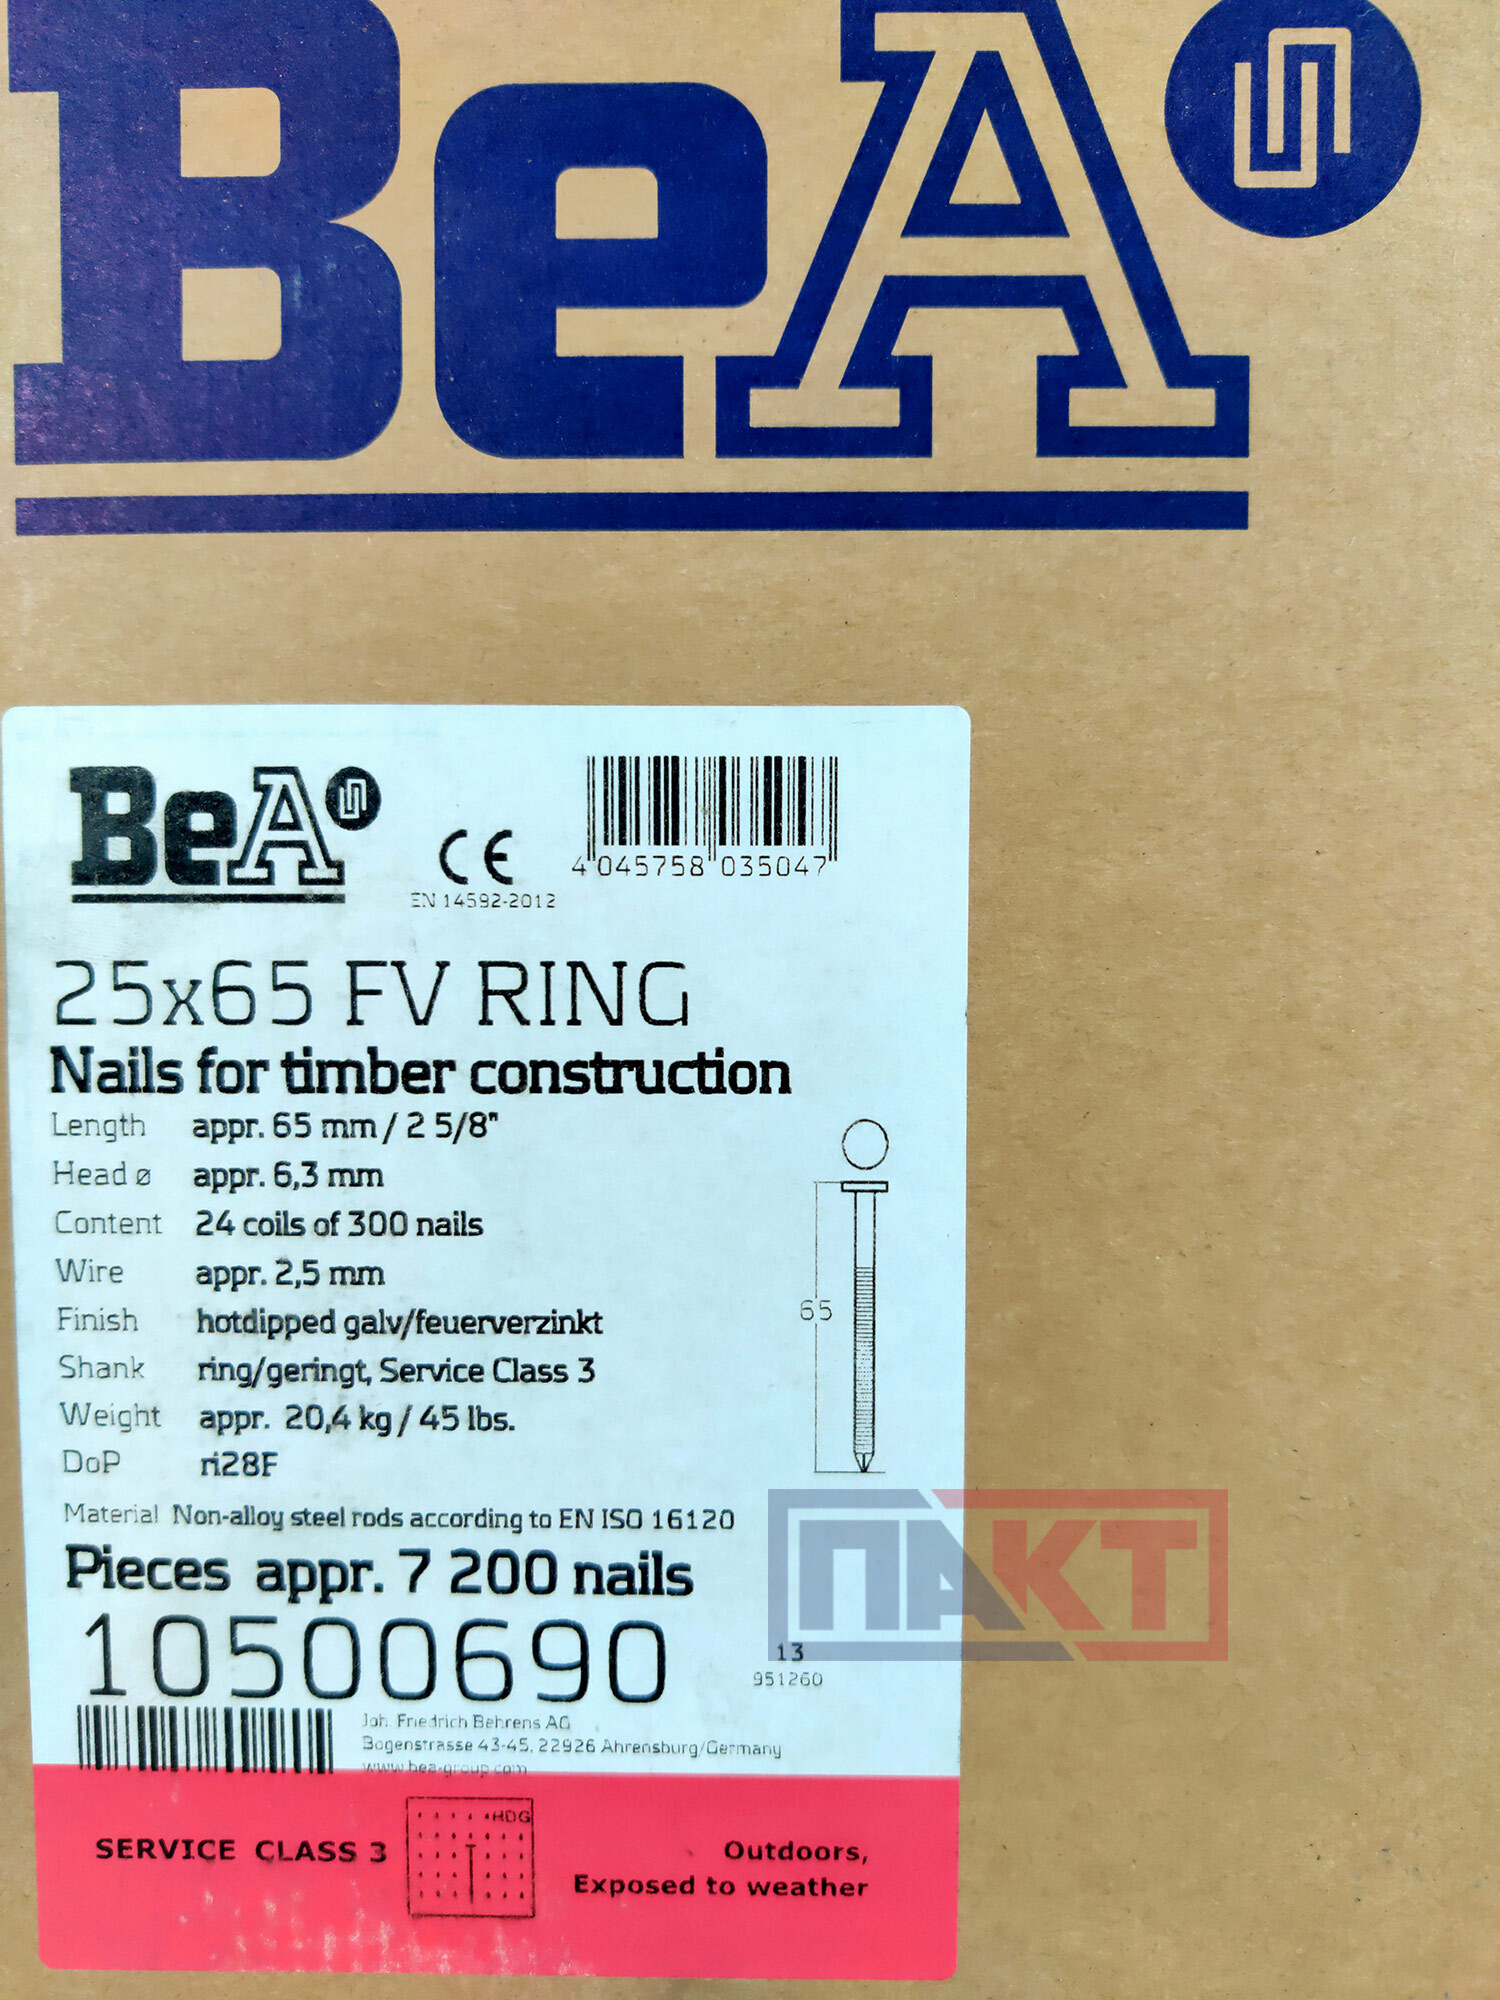 BeA
BeA
CE
EN 14592-2012
4 045758 035047
25x65 FV RING
Nails for timber construction
Length appr. 65 mm / 2 5/8"
Head ø appr. 6,3 mm
Content 24 coils of 300 nails
Wire appr. 2,5 mm
Finish hotdipped galv/feuerverzinkt
Shank ring/geringt, Service Class 3
Weight appr. 20,4 kg / 45 lbs.
DoP ri28F
65
Material Non-alloy steel rods according to EN ISO 16120
Pieces appr. 7 200 nails
ПАКТ
10500690
13
951260
Joh. Friedrich Behrens AG
Bogenstrasse 43-45, 22926 Ahrensburg/Germany
www.bea-group.com
SERVICE CLASS 3
HDG
Outdoors,
Exposed to weather